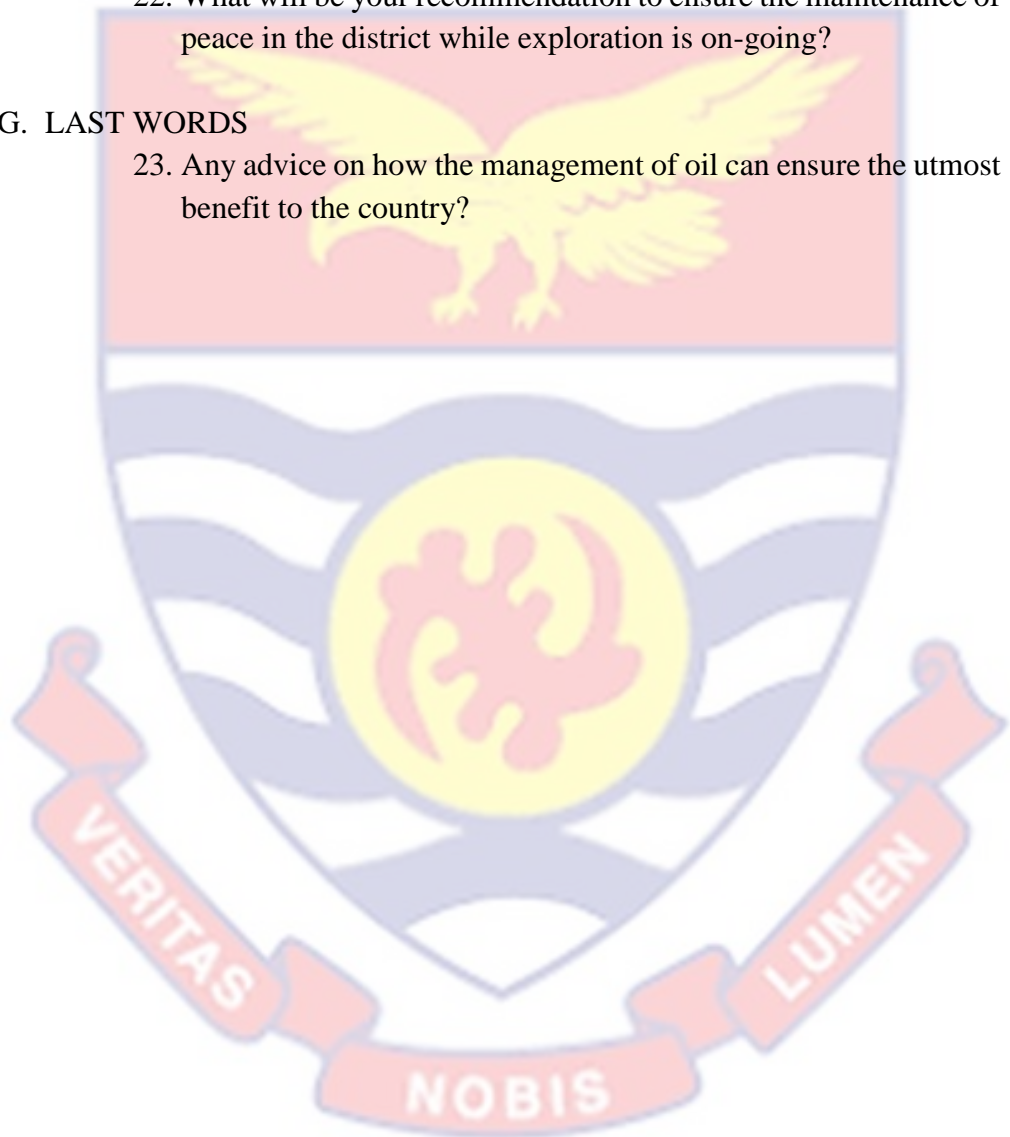 22. What will be your recommendation to ensure the maintenance of
peace in the district while exploration is on-going?
G. LAST WORDS
23. Any advice on how the management of oil can ensure the utmost
benefit to the country?
VERITAS
NOBIS
LUMEN